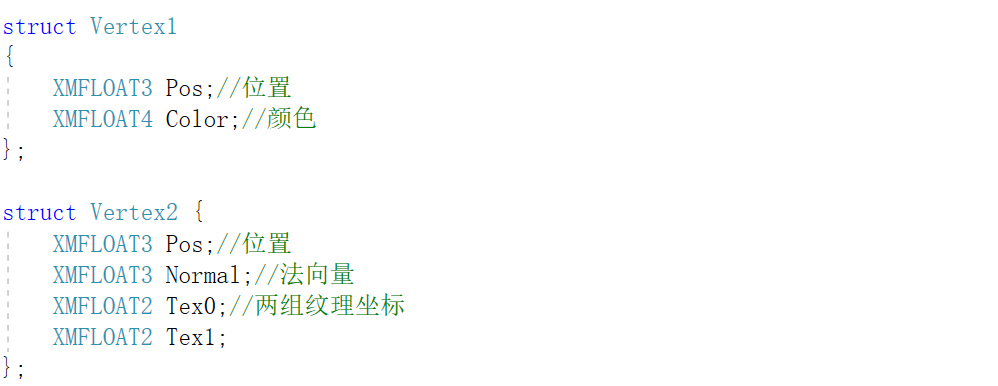 struct Vertex1
{
    XMFLOAT3 Pos;//位置
    XMFLOAT4 Color;//颜色
};

struct Vertex2 {
    XMFLOAT3 Pos;//位置
    XMFLOAT3 Normal;//法向量
    XMFLOAT2 Tex0;//两组纹理坐标
    XMFLOAT2 Tex1;
};